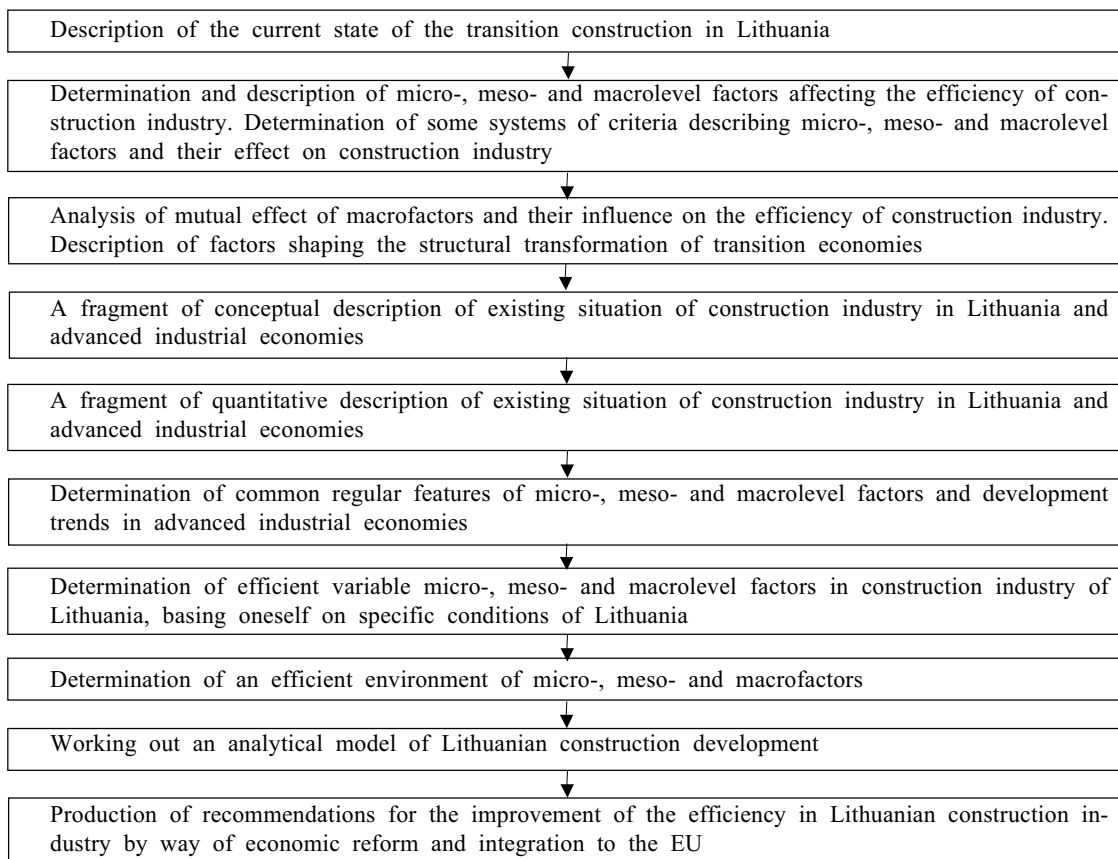 Description of the current state of the transition construction in Lithuania
Determination and description of micro-, meso- and macrolevel factors affecting the efficiency of con-
struction industry. Determination of some systems of criteria describing micro-, meso- and macrolevel
factors and their effect on construction industry
Analysis of mutual effect of macrofactors and their influence on the efficiency of construction industry.
Description of factors shaping the structural transformation of transition economies
A fragment of conceptual description of existing situation of construction industry in Lithuania and
advanced industrial economies
A fragment of quantitative description of existing situation of construction industry in Lithuania and
advanced industrial economies
Determination of common regular features of micro-, meso- and macrolevel factors and development
trends in advanced industrial economies
Determination of efficient variable micro-, meso- and macrolevel factors in construction industry of
Lithuania, basing oneself on specific conditions of Lithuania
Determination of an efficient environment of micro-, meso- and macrofactors
Working out an analytical model of Lithuanian construction development
Production of recommendations for the improvement of the efficiency in Lithuanian construction in-
dustry by way of economic reform and integration to the EU